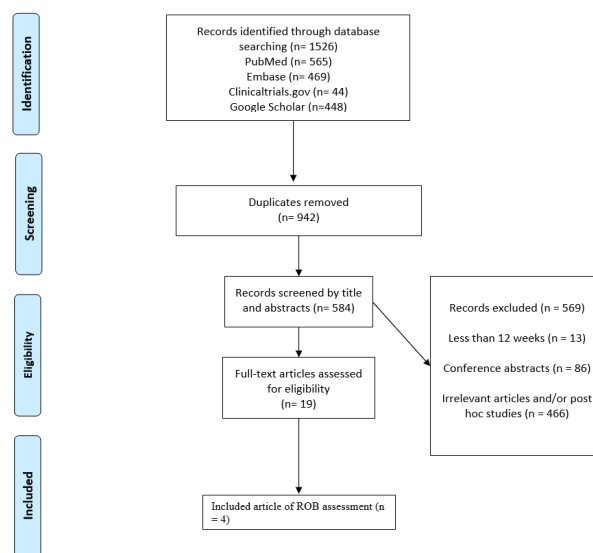 Identification
Records identified through database
searching (n= 1526)
PubMed (n= 565)
Embase (n= 469)
Clinicaltrials.gov (n= 44)
Google Scholar (n=448)
Screening
Duplicates removed
(n= 942)
Records screened by title
and abstracts (n= 584)
Eligibility
Full-text articles assessed
for eligibility
(n= 19)
Records excluded (n = 569)
Less than 12 weeks (n = 13)
Conference abstracts (n = 86)
Irrelevant articles and/or post
hoc studies (n = 466)
Included
Included article of ROB assessment (n
= 4)